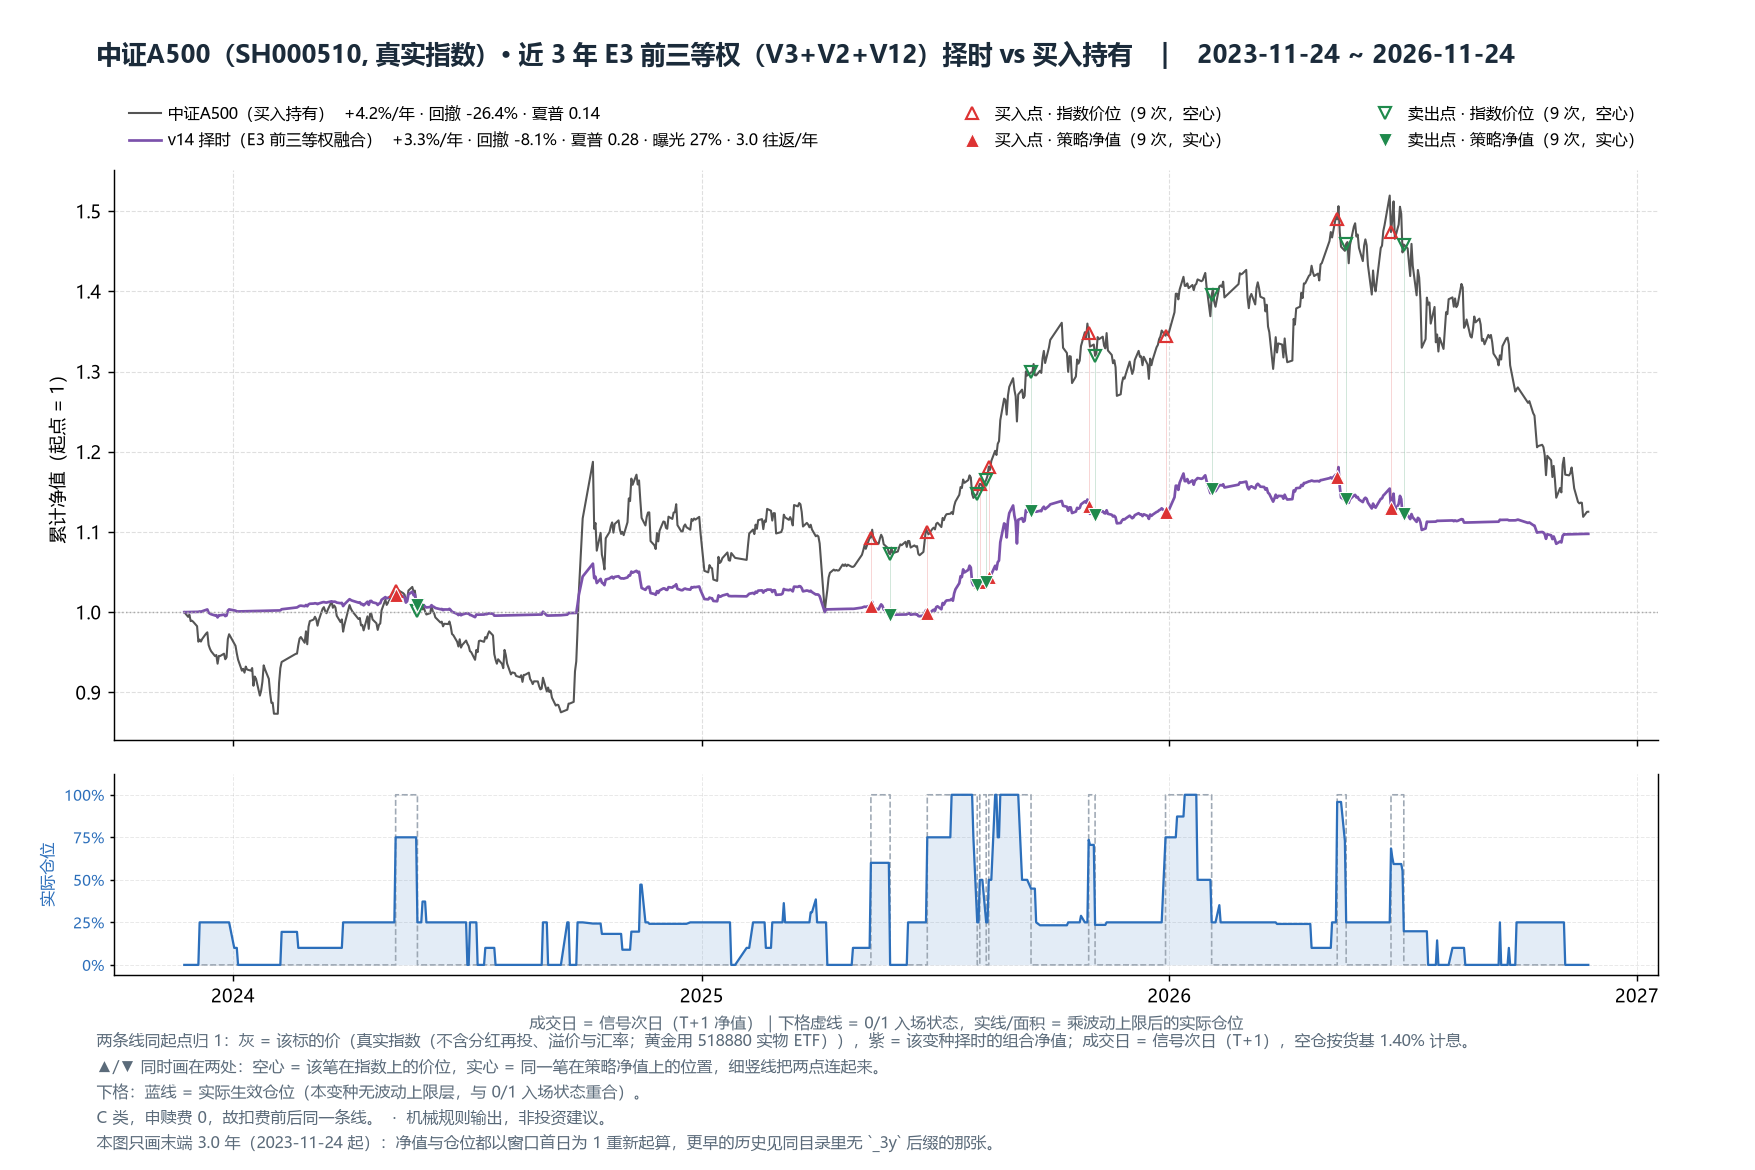 中证A500（SH000510, 真实指数）• 近 3 年 E3 前三等权（V3+V2+V12）择时 vs 买入持有 | 2023-11-24 ~ 2026-11-24
中证A500（买入持有） +4.2%/年 · 回撤 -26.4% · 夏普 0.14
v14 择时（E3 前三等权融合） +3.3%/年 · 回撤 -8.1% · 夏普 0.28 · 曝光 27% · 3.0 往返/年
买入点 · 指数价位（9 次，空心）
买入点 · 策略净值（9 次，实心）
卖出点 · 指数价位（9 次，空心）
卖出点 · 策略净值（9 次，实心）
累计净值（起点 = 1）
1.5
1.4
1.3
1.2
1.1
1.0
0.9
实际仓位
100%
75%
50%
25%
0%
2024
2025
2026
2027
成交日 = 信号次日（T+1 净值）｜下格虚线 = 0/1 入场状态，实线/面积 = 乘波动上限后的实际仓位
两条线同起点归 1：灰 = 该标的价（真实指数（不含分红再投、溢价与汇率；黄金用 518880 实物 ETF）），紫 = 该变种择时的组合净值；成交日 = 信号次日（T+1），空仓按货基 1.40% 计息。
▲/▼ 同时画在两处：空心 = 该笔在指数上的价位，实心 = 同一笔在策略净值上的位置，细竖线把两点连起来。
下格：蓝线 = 实际生效仓位（本变种无波动上限层，与 0/1 入场状态重合）。
C 类，申赎费 0，故扣费前后同一条线。 · 机械规则输出，非投资建议。
本图只画末端 3.0 年（2023-11-24 起）：净值与仓位都以窗口首日为 1 重新起算，更早的历史见同目录里无 `_3y` 后缀的那张。